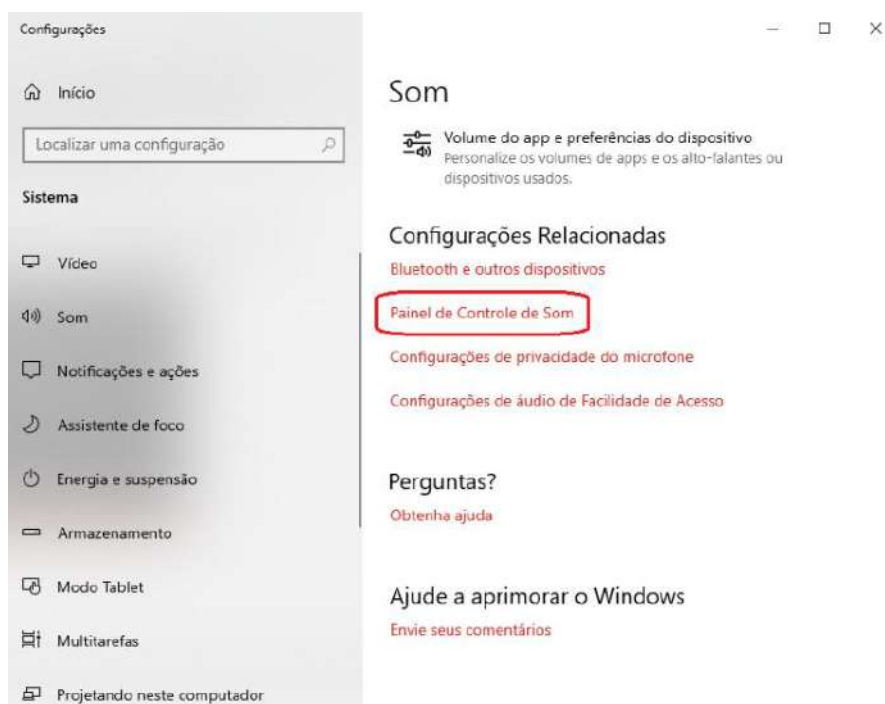 Configurações
Início
Localizar uma configuração
Sistema
Vídeo
Som
Notificações e ações
Assistente de foco
Energia e suspensão
Armazenamento
Modo Tablet
Multitarefas
Projetando neste computador
Som
Volume do app e preferências do dispositivo
Personalize os volumes de apps e os alto-falantes ou
dispositivos usados.
Configurações Relacionadas
Bluetooth e outros dispositivos
Painel de Controle de Som
Configurações de privacidade do microfone
Configurações de áudio de Facilidade de Acesso
Perguntas?
Obtenha ajuda
Ajude a aprimorar o Windows
Envie seus comentários